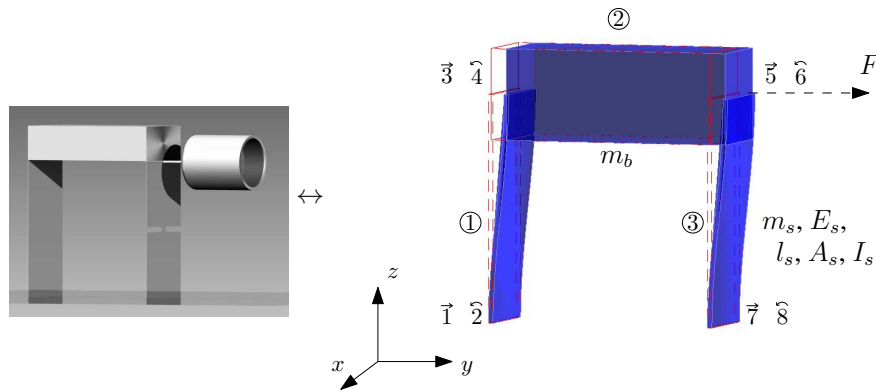 ②
3⃗ 4⃖ 5⃗ 6⃖ F
m_b
↔
① ③ m_s, E_s,
l_s, A_s, I_s
z
1⃗ 2⃖ 7⃗ 8⃖
x y